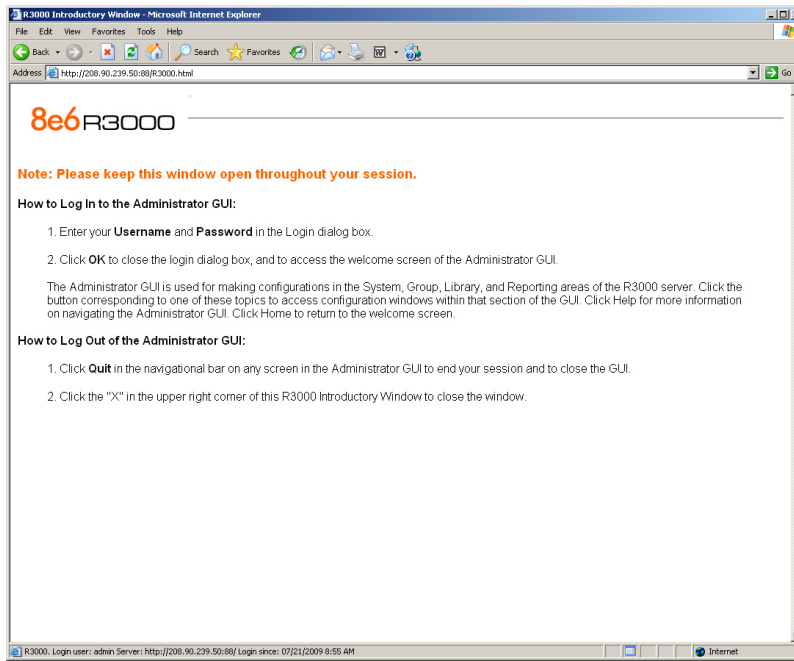 R3000 Introductory Window - Microsoft Internet Explorer
File Edit View Favorites Tools Help
Back Search Favorites
Address http://208.90.239.50:88/R3000.html Go
8e6 R3000
Note: Please keep this window open throughout your session.
How to Log In to the Administrator GUI:
1. Enter your Username and Password in the Login dialog box.
2. Click OK to close the login dialog box, and to access the welcome screen of the Administrator GUI.
The Administrator GUI is used for making configurations in the System, Group, Library, and Reporting areas of the R3000 server. Click the
button corresponding to one of these topics to access configuration windows within that section of the GUI. Click Help for more information
on navigating the Administrator GUI. Click Home to return to the welcome screen.
How to Log Out of the Administrator GUI:
1. Click Quit in the navigational bar on any screen in the Administrator GUI to end your session and to close the GUI.
2. Click the "X" in the upper right corner of this R3000 Introductory Window to close the window.
R3000. Login user: admin Server: http://208.90.239.50:88/ Login since: 07/21/2009 8:55 AM Internet